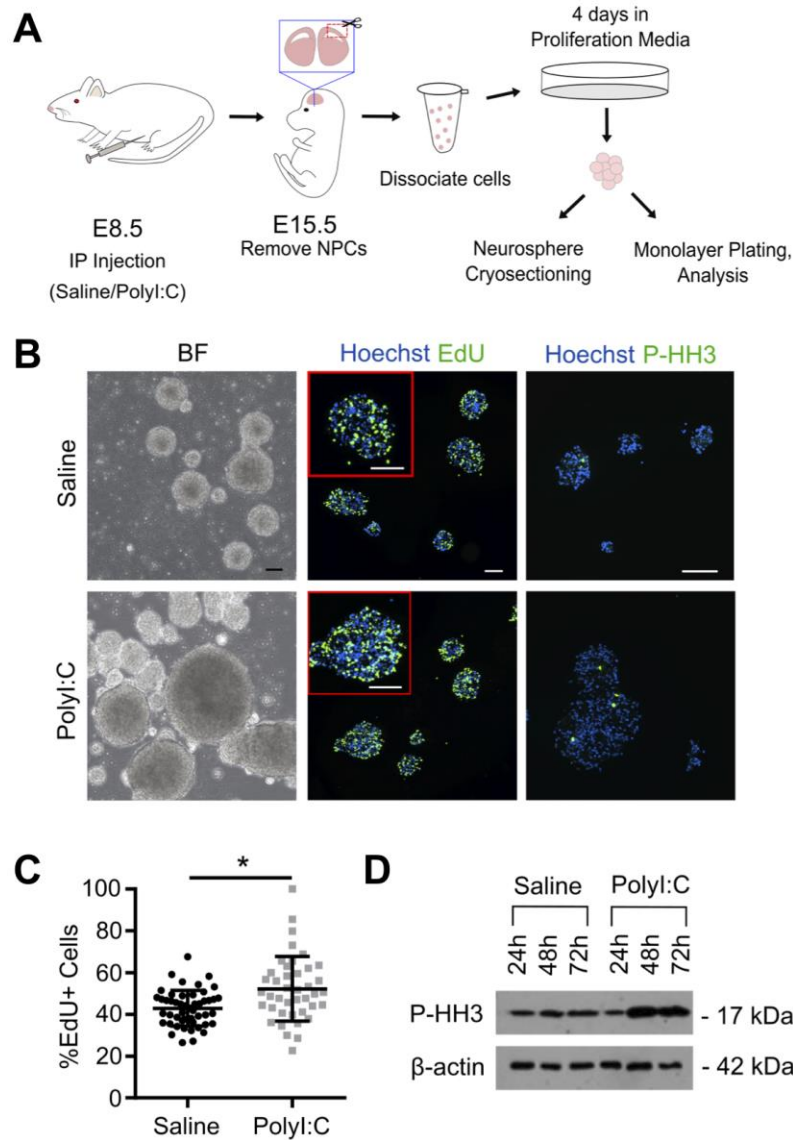 A
4 days in
Proliferation Media
Dissociate cells
E8.5
IP Injection
(Saline/PolyI:C)
E15.5
Remove NPCs
Neurosphere
Cryosectioning
Monolayer Plating,
Analysis
B
BF
Hoechst EdU
Hoechst P-HH3
Saline
PolyI:C
C
*
%EdU+ Cells
100
80
60
40
20
0
Saline
PolyI:C
D
Saline
PolyI:C
24h
48h
72h
24h
48h
72h
P-HH3
- 17 kDa
β-actin
- 42 kDa